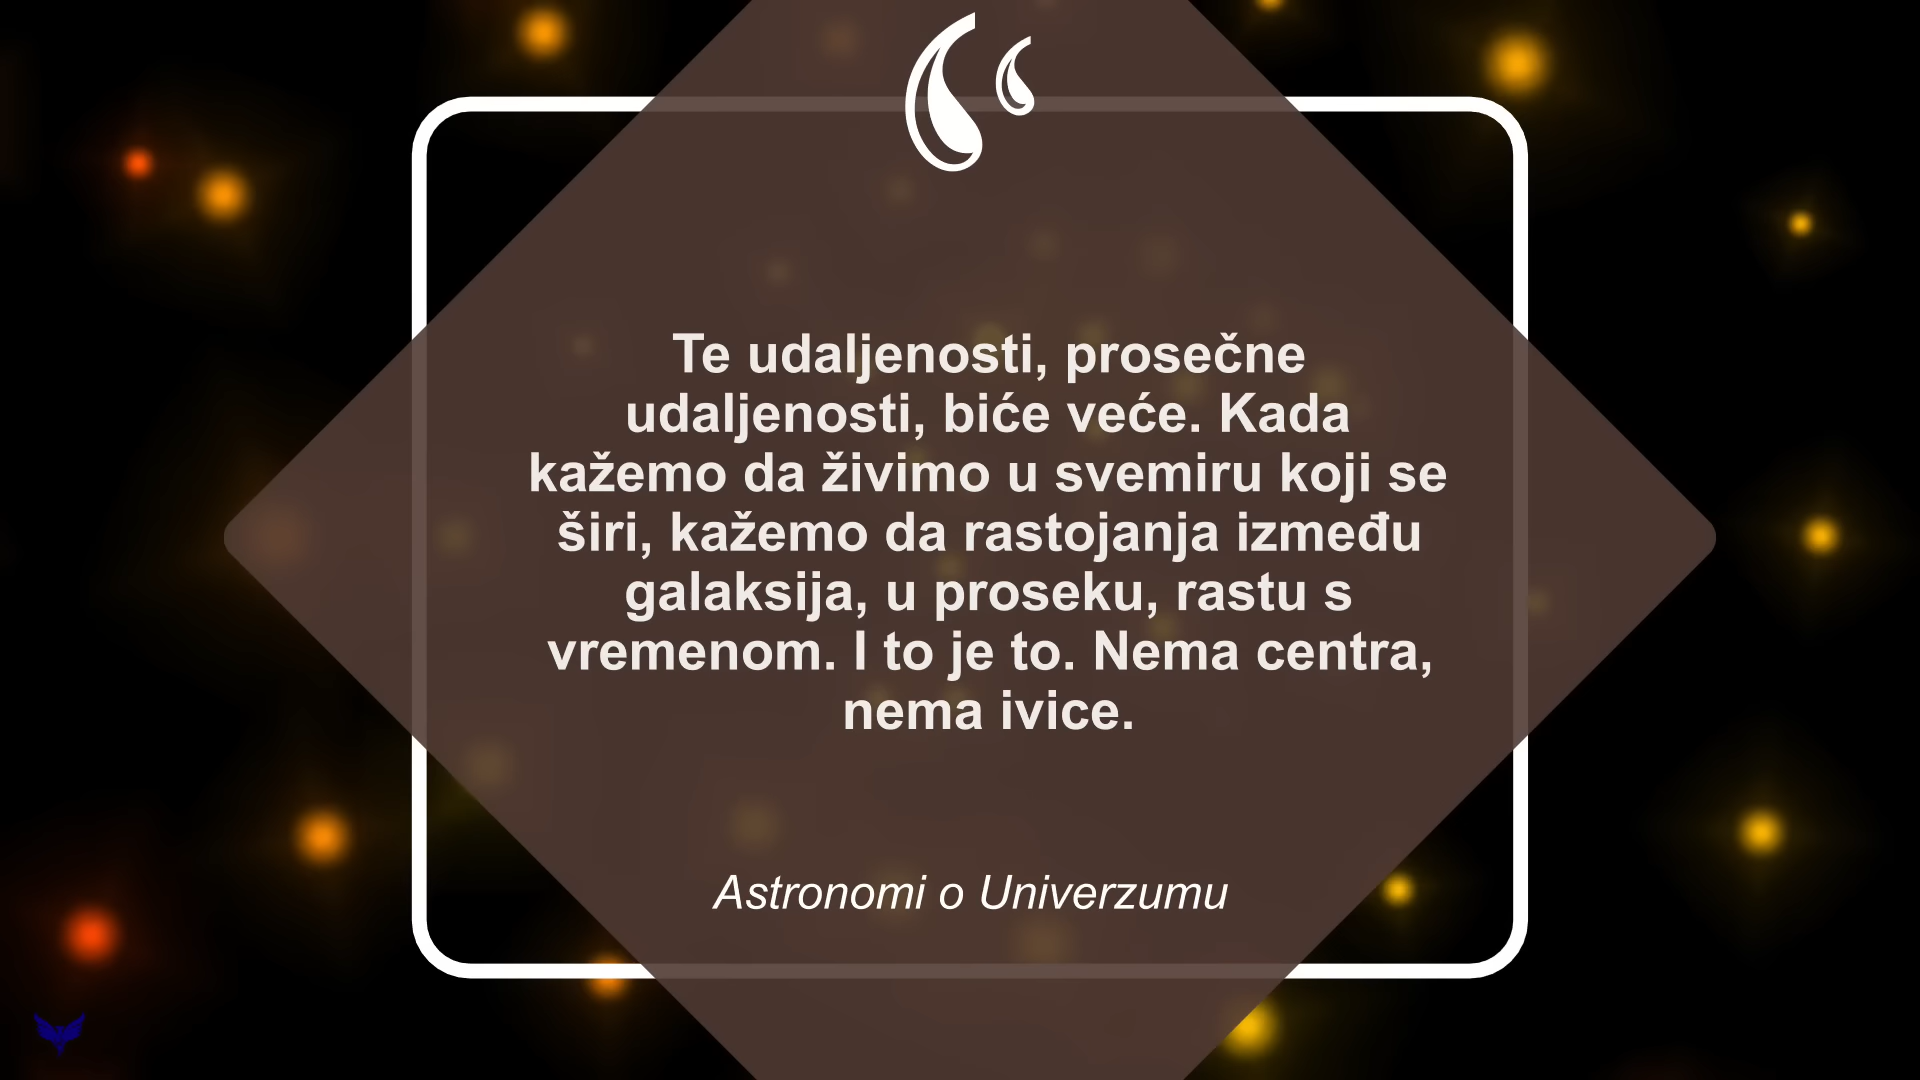 Te udaljenosti, prosečne
udaljenosti, biće veće. Kada
kažemo da živimo u svemiru koji se
širi, kažemo da rastojanja između
galaksija, u proseku, rastu s
vremenom. I to je to. Nema centra,
nema ivice.
Astronomi o Univerzumu